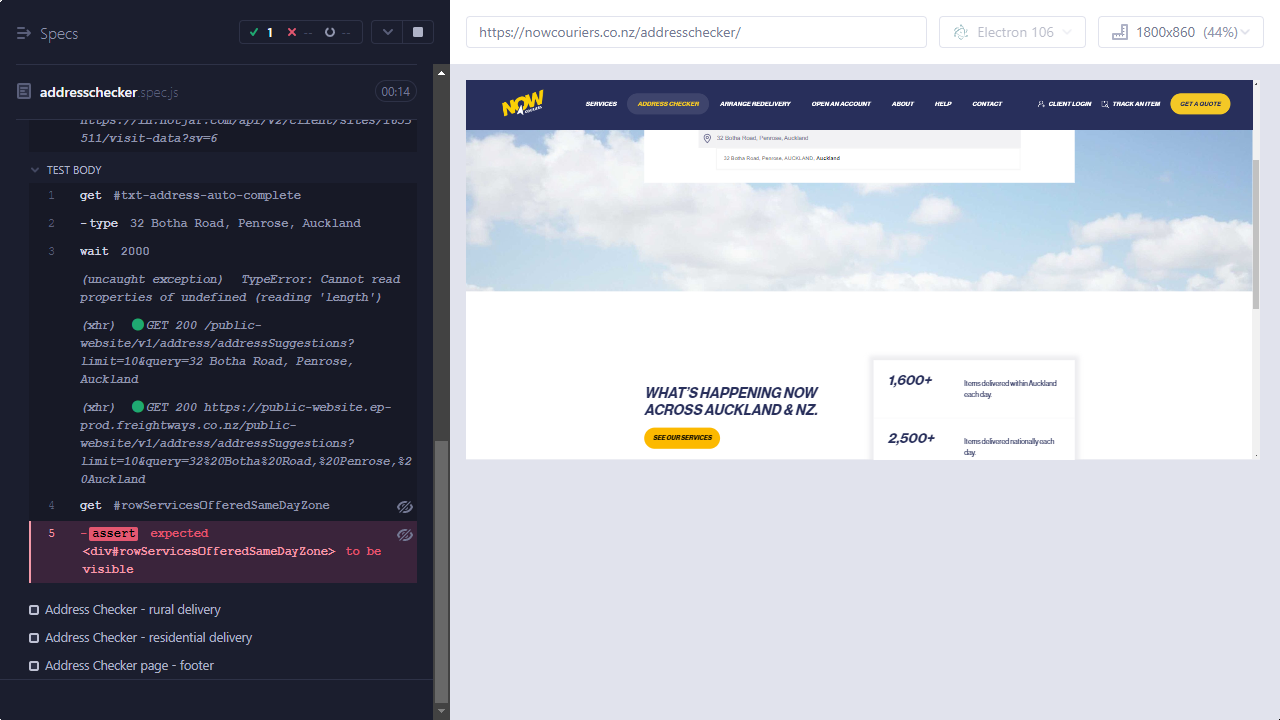 Specs
1
--
--
https://nowcouriers.co.nz/addresschecker/
Electron 106
1800x860 (44%)
addresschecker.spec.js
00:14
https://in.hotjar.com/api/v2/client/sites/1655
511/visit-data?sv=6
TEST BODY
1 get #txt-address-auto-complete
2 -type 32 Botha Road, Penrose, Auckland
3 wait 2000
(uncaught exception) TypeError: Cannot read
properties of undefined (reading 'length')
(xhr) GET 200 /public-
website/v1/address/addressSuggestions?
limit=10&query=32 Botha Road, Penrose,
Auckland
(xhr) GET 200 https://public-website.ep-
prod.freightways.co.nz/public-
website/v1/address/addressSuggestions?
limit=10&query=32%20Botha%20Road,%20Penrose,%2
0Auckland
4 get #rowServicesOfferedSameDayZone
5 -assert expected
<div#rowServicesOfferedSameDayZone> to be
visible
Address Checker - rural delivery
Address Checker - residential delivery
Address Checker page - footer
NOW
COURIERS
SERVICES
ADDRESS CHECKER
ARRANGE REDELIVERY
OPEN AN ACCOUNT
ABOUT
HELP
CONTACT
CLIENT LOGIN
TRACK AN ITEM
GET A QUOTE
32 Botha Road, Penrose, Auckland
32 Botha Road, Penrose, AUCKLAND, Auckland
WHAT'S HAPPENING NOW
ACROSS AUCKLAND & NZ.
SEE OUR SERVICES
1,600+
Items delivered within Auckland
each day.
2,500+
Items delivered nationally each
day.